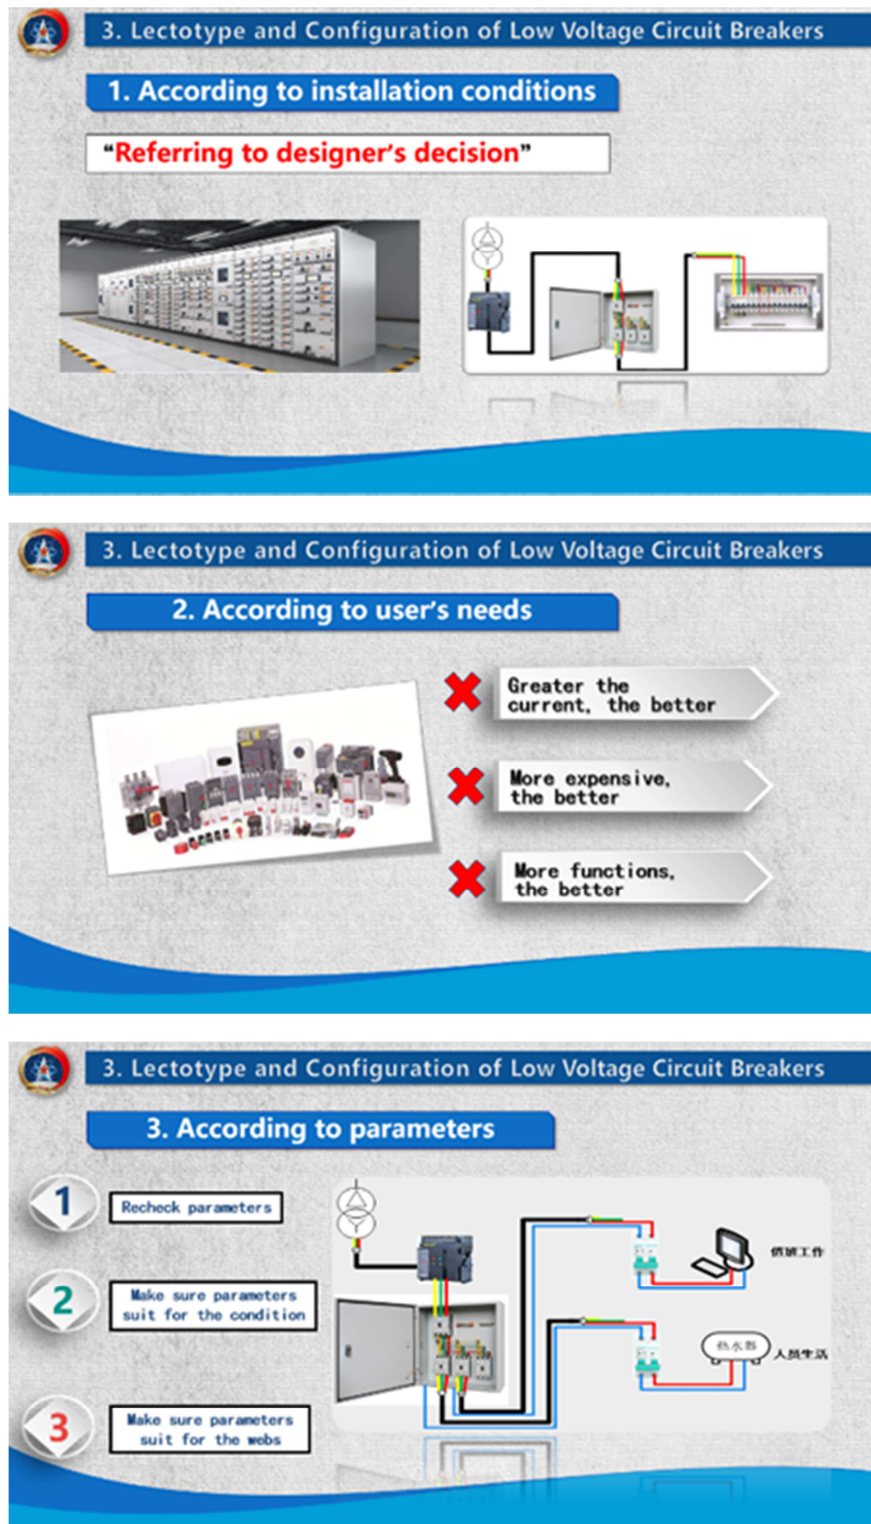 3. Lectotype and Configuration of Low Voltage Circuit Breakers
1. According to installation conditions
“Referring to designer's decision”
3. Lectotype and Configuration of Low Voltage Circuit Breakers
2. According to user's needs
Greater the
current, the better
More expensive,
the better
More functions,
the better
3. Lectotype and Configuration of Low Voltage Circuit Breakers
3. According to parameters
1
Recheck parameters
2
Make sure parameters
suit for the condition
3
Make sure parameters
suit for the webs
值班工作
热水器
人员生活